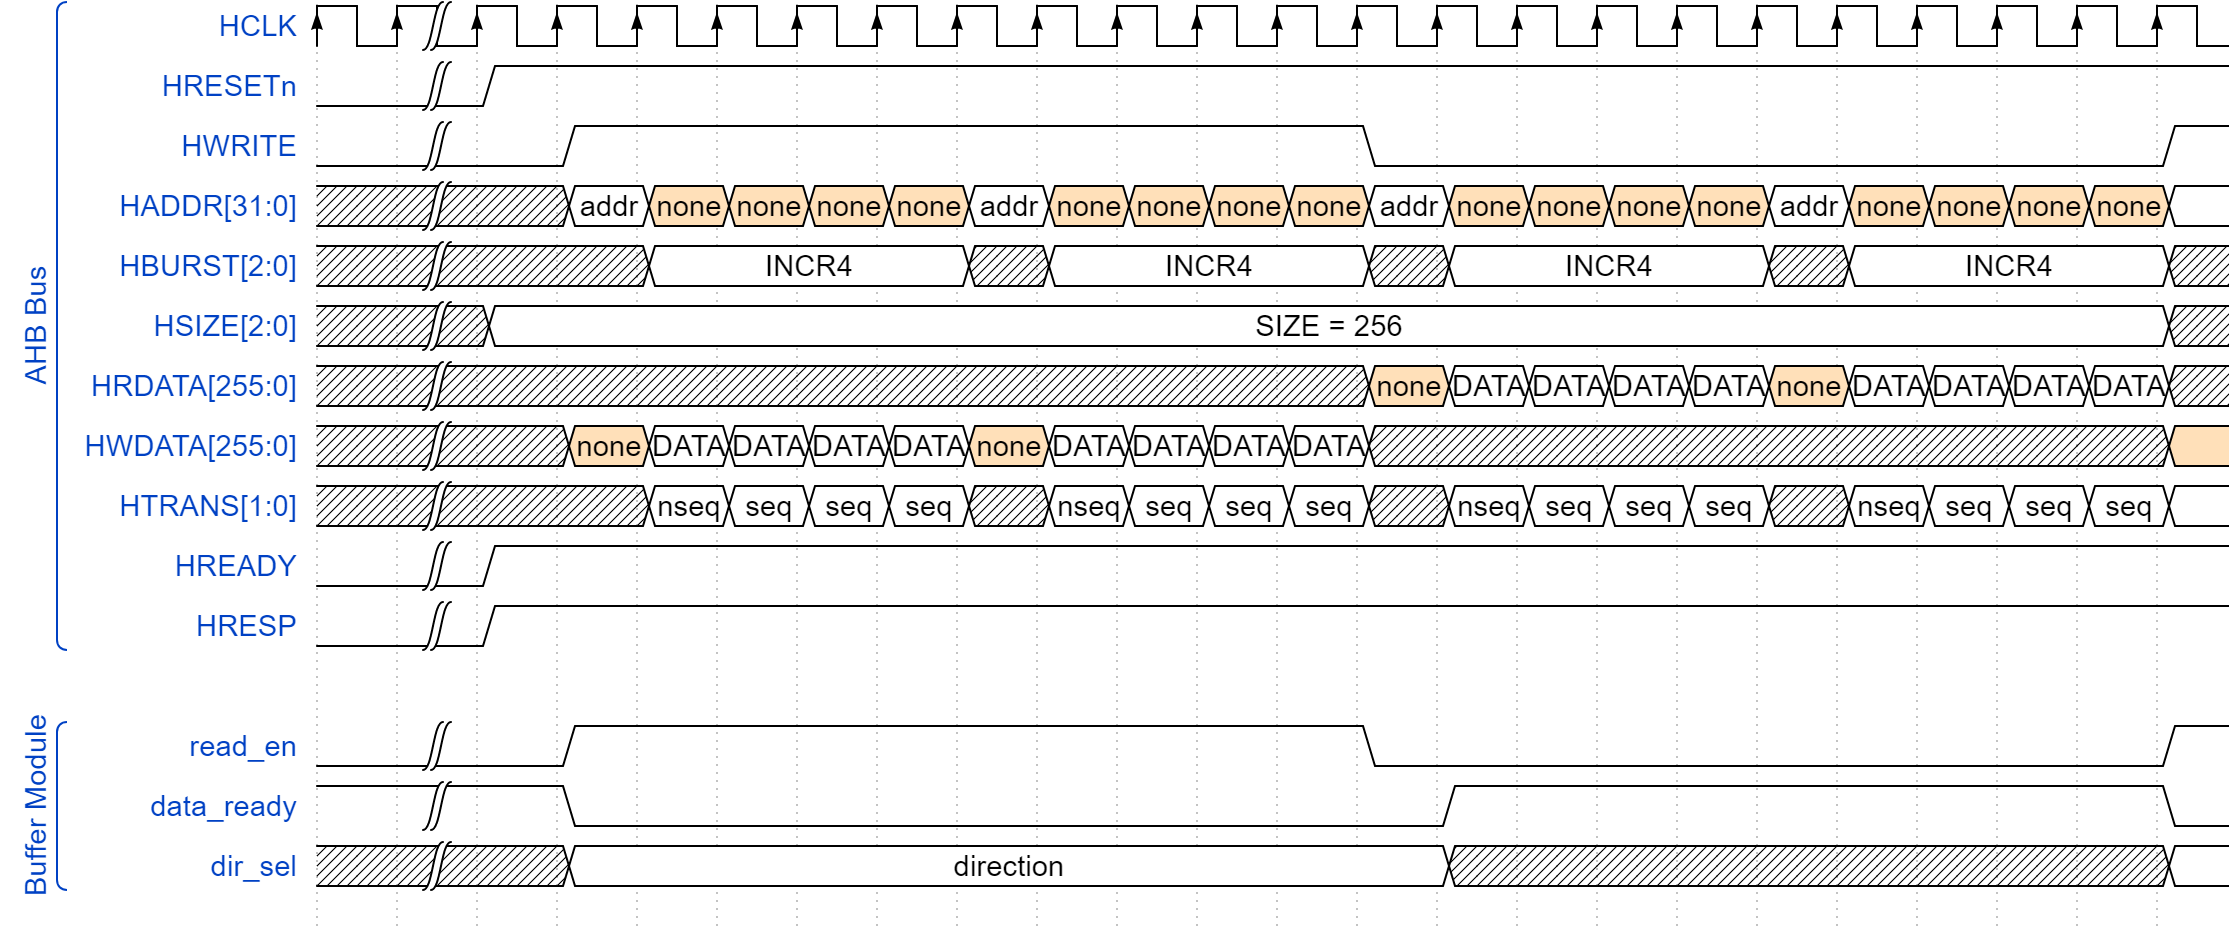 AHB Bus
HCLK
HRESETn
HWRITE
HADDR[31:0] addr none none none none addr none none none none addr none none none none addr none none none none
HBURST[2:0] INCR4 INCR4 INCR4 INCR4
HSIZE[2:0] SIZE = 256
HRDATA[255:0] none DATA DATA DATA DATA none DATA DATA DATA DATA
HWDATA[255:0] none DATA DATA DATA DATA none DATA DATA DATA DATA
HTRANS[1:0] nseq seq seq seq nseq seq seq seq nseq seq seq seq nseq seq seq seq
HREADY
HRESP
Buffer Module
read_en
data_ready
dir_sel direction